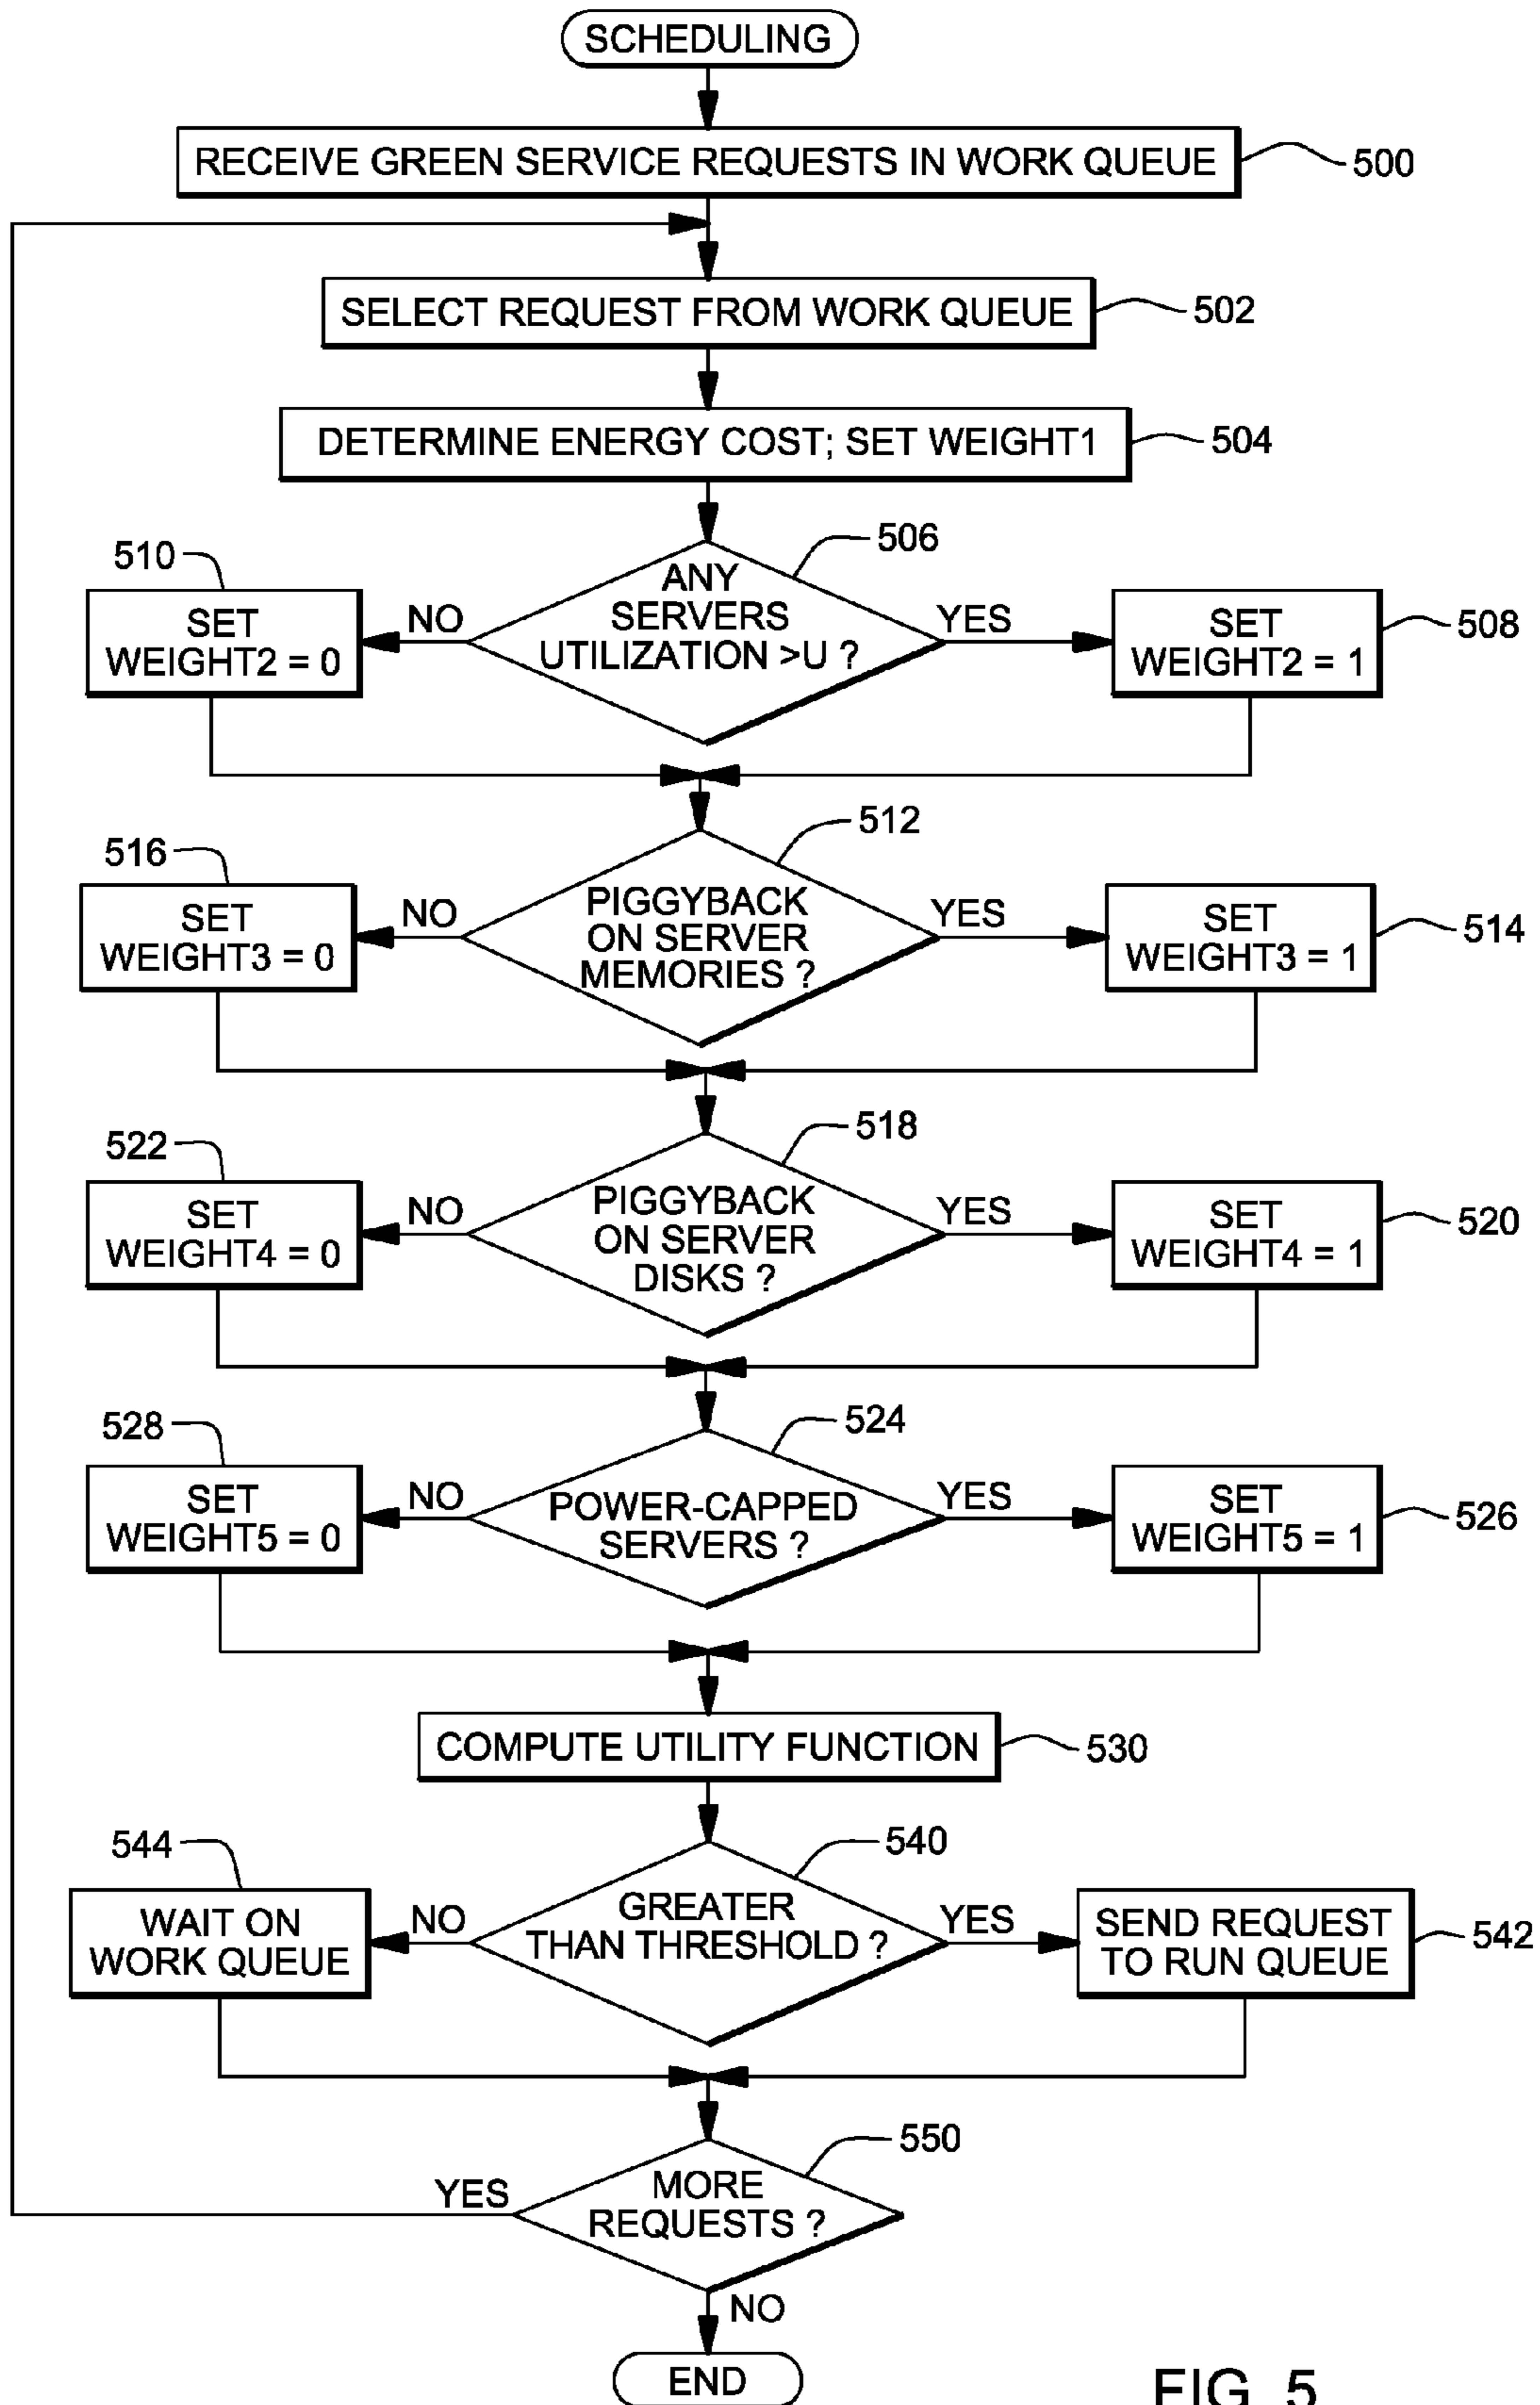 SCHEDULING
RECEIVE GREEN SERVICE REQUESTS IN WORK QUEUE
500
SELECT REQUEST FROM WORK QUEUE
502
DETERMINE ENERGY COST; SET WEIGHT1
504
506
ANY
SERVERS
UTILIZATION >U ?
510
NO
SET
WEIGHT2 = 0
YES
SET
WEIGHT2 = 1
508
512
PIGGYBACK
ON SERVER
MEMORIES ?
516
NO
SET
WEIGHT3 = 0
YES
SET
WEIGHT3 = 1
514
518
PIGGYBACK
ON SERVER
DISKS ?
522
NO
SET
WEIGHT4 = 0
YES
SET
WEIGHT4 = 1
520
524
POWER-CAPPED
SERVERS ?
528
NO
SET
WEIGHT5 = 0
YES
SET
WEIGHT5 = 1
526
COMPUTE UTILITY FUNCTION
530
540
GREATER
THAN THRESHOLD ?
544
NO
WAIT ON
WORK QUEUE
YES
SEND REQUEST
TO RUN QUEUE
542
550
MORE
REQUESTS ?
YES
NO
END
FIG. 5